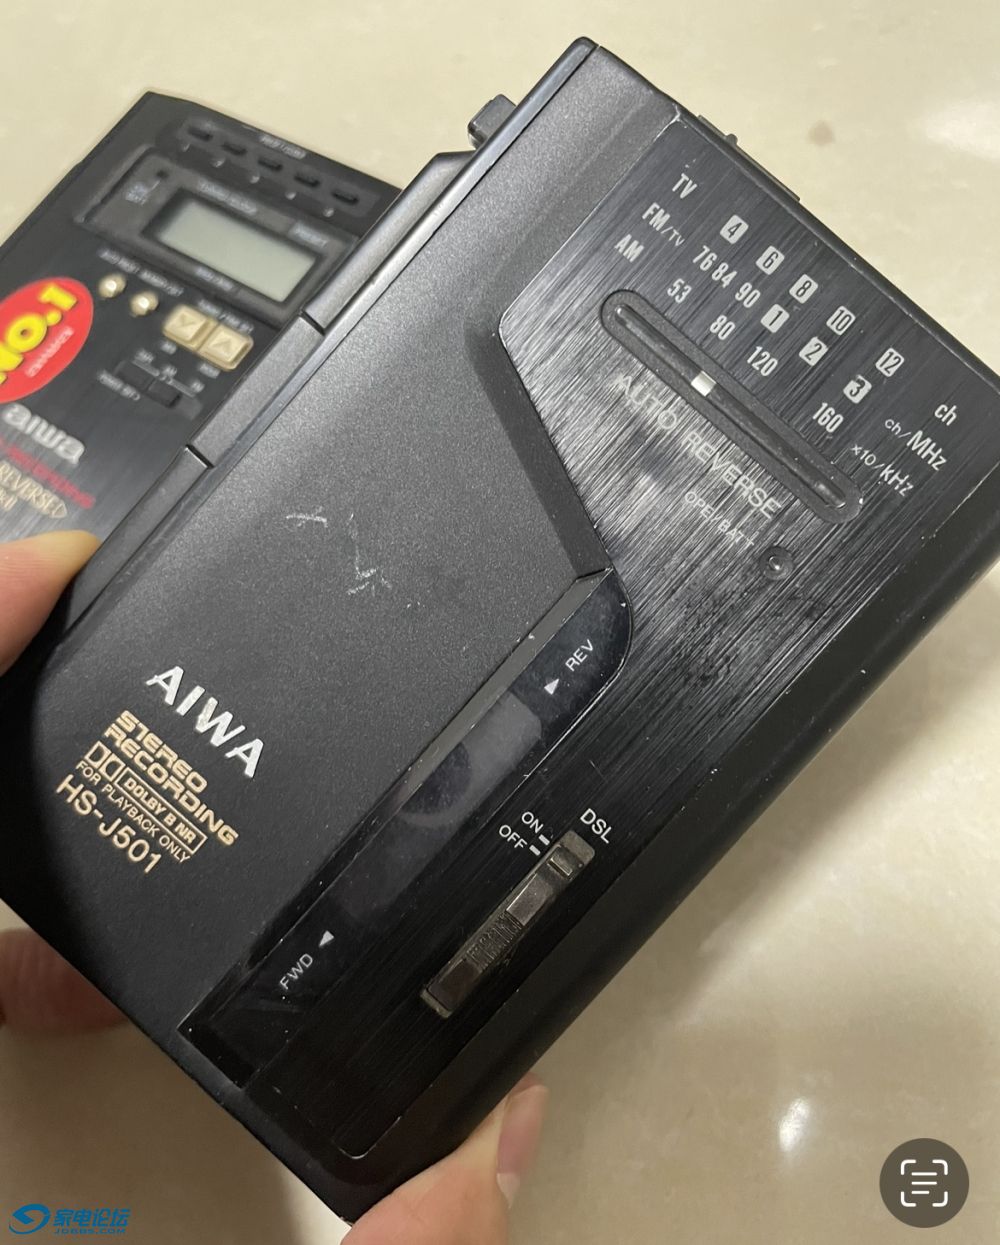 TV 4 6 8 10 12 ch
FM/TV 76 84 90 1 2 3 ch/MHz
AM 53 80 120 160 x10/kHz
AUTO REVERSE
OPE/BATT
REV
AIWA
STEREO
RECORDING
DOLBY B NR
FOR PLAYBACK ONLY
HS-J501
DSL
ON
OFF
FWD
NO.1
aiwa
REVERSE
家电论坛
JDBBS.COM